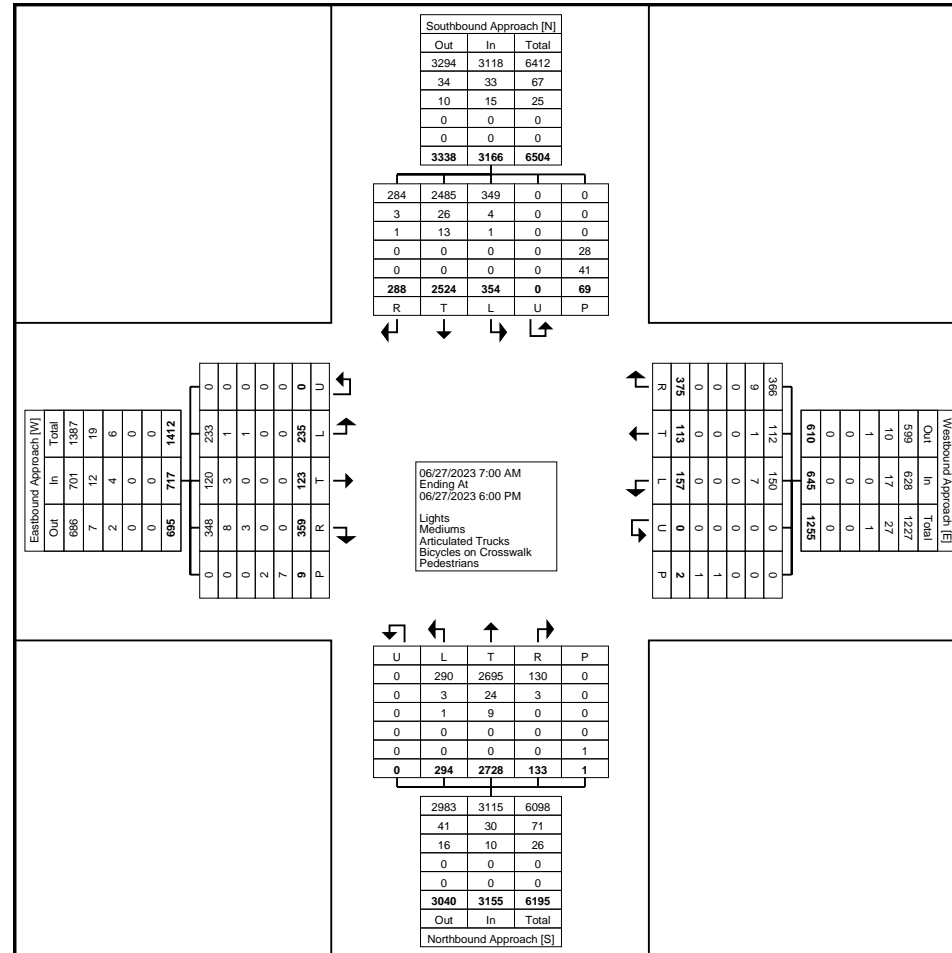 Southbound Approach [N]
Out In Total
3294 3118 6412
34 33 67
10 15 25
0 0 0
0 0 0
3338 3166 6504
284 2485 349 0 0
3 26 4 0 0
1 13 1 0 0
0 0 0 0 28
0 0 0 0 41
288 2524 354 0 69
R T L U P
Eastbound Approach [W]
Out In Total
686 701 1387
7 12 19
2 4 6
0 0 0
0 0 0
695 717 1412
0 348 120 233 0
0 8 3 1 0
0 3 0 1 0
2 0 0 0 0
7 0 0 0 0
9 359 123 235 0
P R T L U
06/27/2023 7:00 AM
Ending At
06/27/2023 6:00 PM
Lights
Mediums
Articulated Trucks
Bicycles on Crosswalk
Pedestrians
Westbound Approach [E]
Out In Total
599 628 1227
10 17 27
1 0 1
0 0 0
0 0 0
610 645 1255
366 112 150 0 0
9 1 7 0 0
0 0 0 0 0
0 0 0 0 1
0 0 0 0 1
375 113 157 0 2
R T L U P
U L T R P
0 290 2695 130 0
0 3 24 3 0
0 1 9 0 0
0 0 0 0 0
0 0 0 0 1
0 294 2728 133 1
2983 3115 6098
41 30 71
16 10 26
0 0 0
0 0 0
3040 3155 6195
Out In Total
Northbound Approach [S]